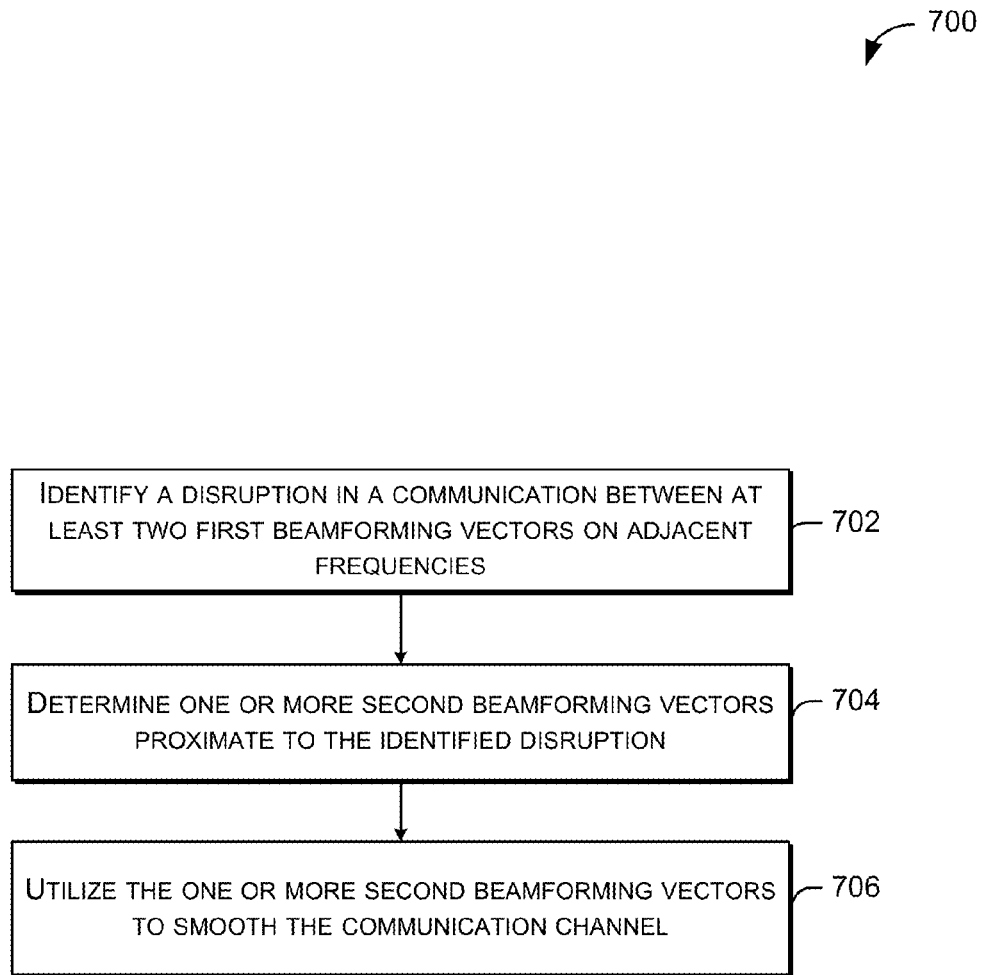 700
IDENTIFY A DISRUPTION IN A COMMUNICATION BETWEEN AT
LEAST TWO FIRST BEAMFORMING VECTORS ON ADJACENT
FREQUENCIES
702
DETERMINE ONE OR MORE SECOND BEAMFORMING VECTORS
PROXIMATE TO THE IDENTIFIED DISRUPTION
704
UTILIZE THE ONE OR MORE SECOND BEAMFORMING VECTORS
TO SMOOTH THE COMMUNICATION CHANNEL
706